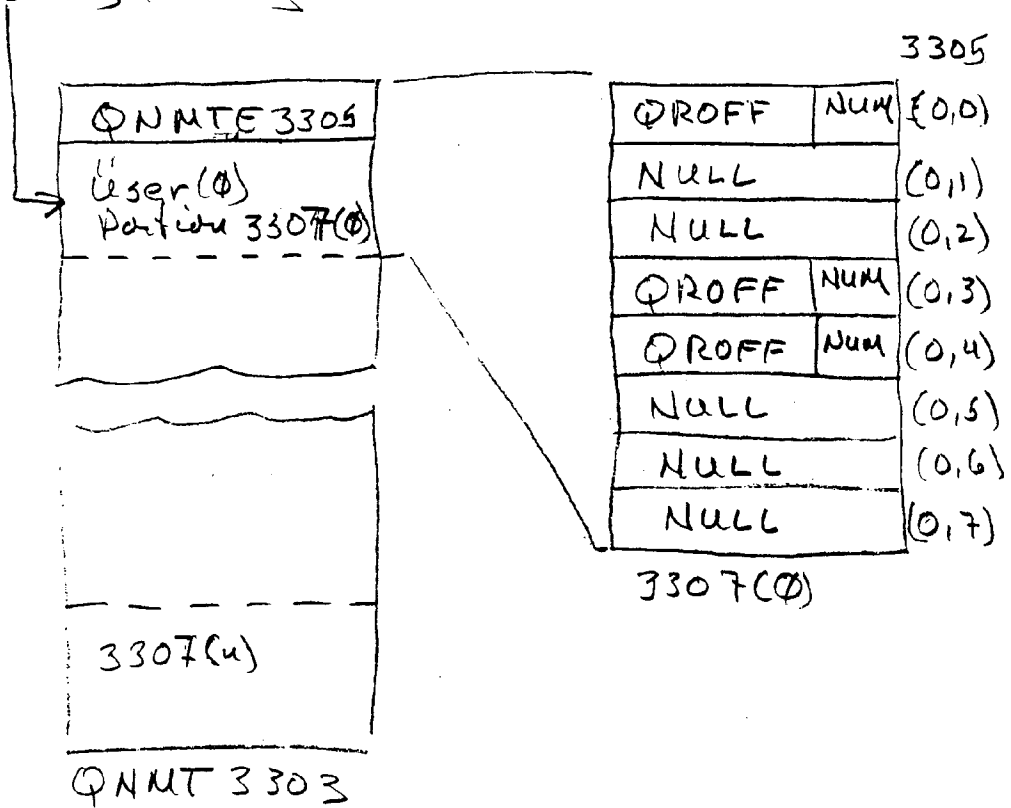 3305
QNMTE 3305
User(Ø)
Portion 3307(Ø)
3307(u)
QNMT 3303
QROFF NUM (0,0)
NULL (0,1)
NULL (0,2)
QROFF NUM (0,3)
QROFF NUM (0,4)
NULL (0,5)
NULL (0,6)
NULL (0,7)
3307(Ø)